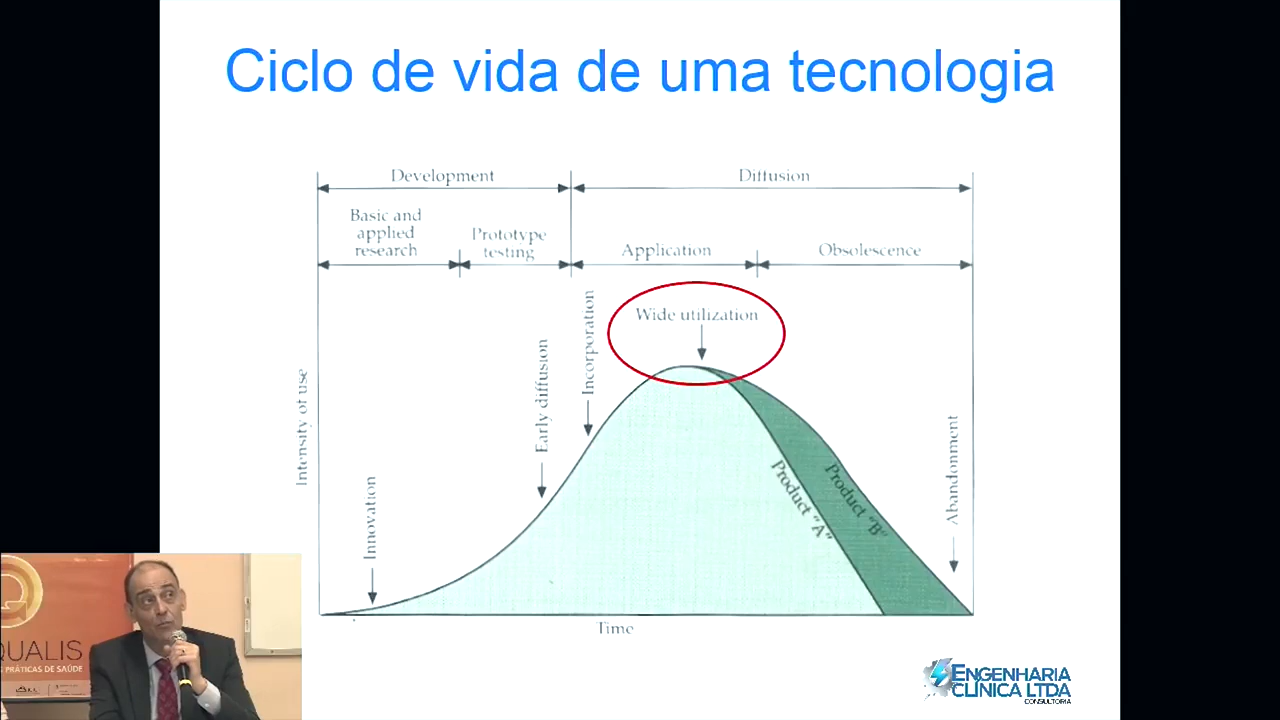 Ciclo de vida de uma tecnologia
Development
Diffusion
Basic and
applied
research
Prototype
testing
Application
Obsolescence
Wide utilization
Incorporation
Early diffusion
Innovation
Intensity of use
Abandonment
Product "A"
Product "B"
Time
QUALIS
PRÁTICAS DE SAÚDE
ENGENHARIA
CLÍNICA LTDA
CONSULTORIA